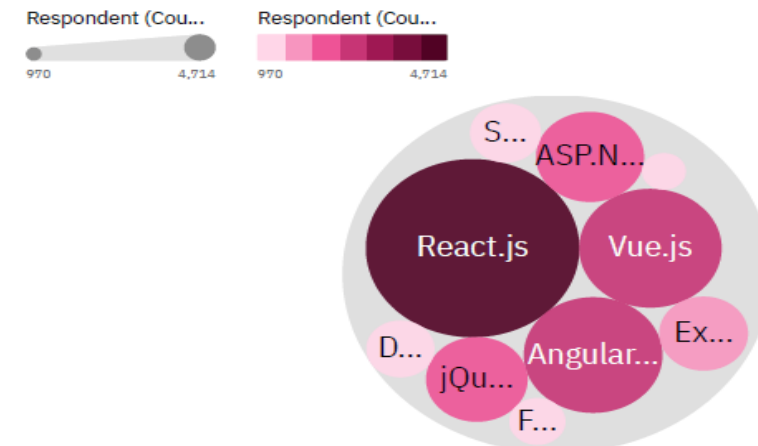 Respondent (Cou...
970
4,714
Respondent (Cou...
970
4,714
S...
ASP.N...
React.js
Vue.js
Ex...
D...
Angular...
jQu...
F...